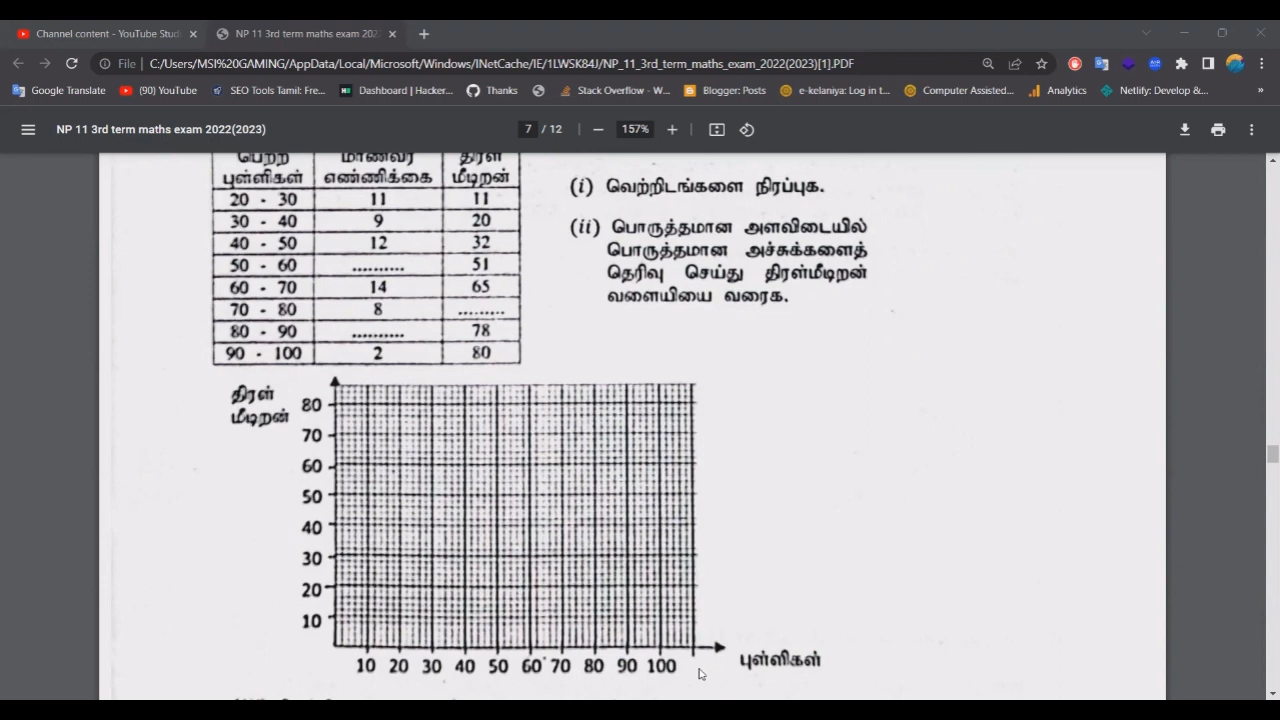 Channel content - YouTube Stud
NP 11 3rd term maths exam 202
File
C:/Users/MSI%20GAMING/AppData/Local/Microsoft/Windows/INetCache/IE/1LWSK84J/NP_11_3rd_term_maths_exam_2022(2023)[1].PDF
Google Translate
(90) YouTube
SEO Tools Tamil Fre...
Dashboard | Hacker...
Thanks
Stack Overflow - W...
Blogger: Posts
e-kelaniya: Log in t...
Computer Assisted...
Analytics
Netlify: Develop &...
»
NP 11 3rd term maths exam 2022(2023)
7 / 12
157%
பெற்ற மாணவர் திரள்
புள்ளிகள் எண்ணிக்கை மீடிறன்
20 - 30 11 11
30 - 40 9 20
40 - 50 12 32
50 - 60 .......... 51
60 - 70 14 65
70 - 80 8 .........
80 - 90 .......... 78
90 - 100 2 80
(i) வெற்றிடங்களை நிரப்புக.
(ii) பொருத்தமான அளவிடையில்
பொருத்தமான அச்சுக்களைத்
தெரிவு செய்து திரள்மீடிறன்
வளையியை வரைக.
திரள்
மீடிறன்
80
70
60
50
40
30
20
10
10 20 30 40 50 60 70 80 90 100
புள்ளிகள்